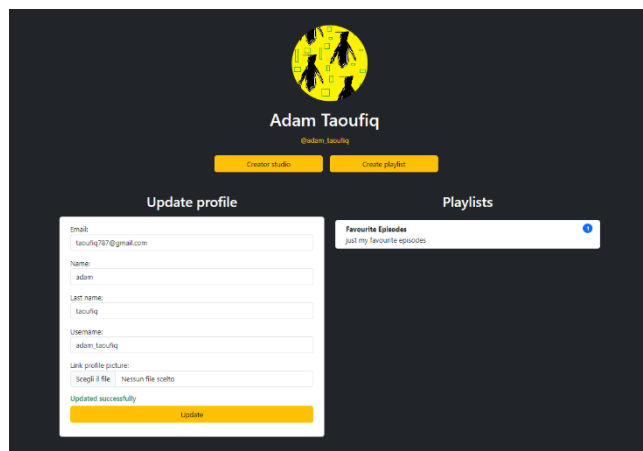 Adam Taoufiq
@adam_taoufiq
Creator studio Create playlist
Update profile
Email:
taoufiq787@gmail.com
Name:
adam
Last name:
taoufiq
Username:
adam_taoufiq
Link profile picture:
Scegli il file Nessun file scelto
Updated successfully
Update
Playlists
Favourite Episodes 1
just my favourite episodes